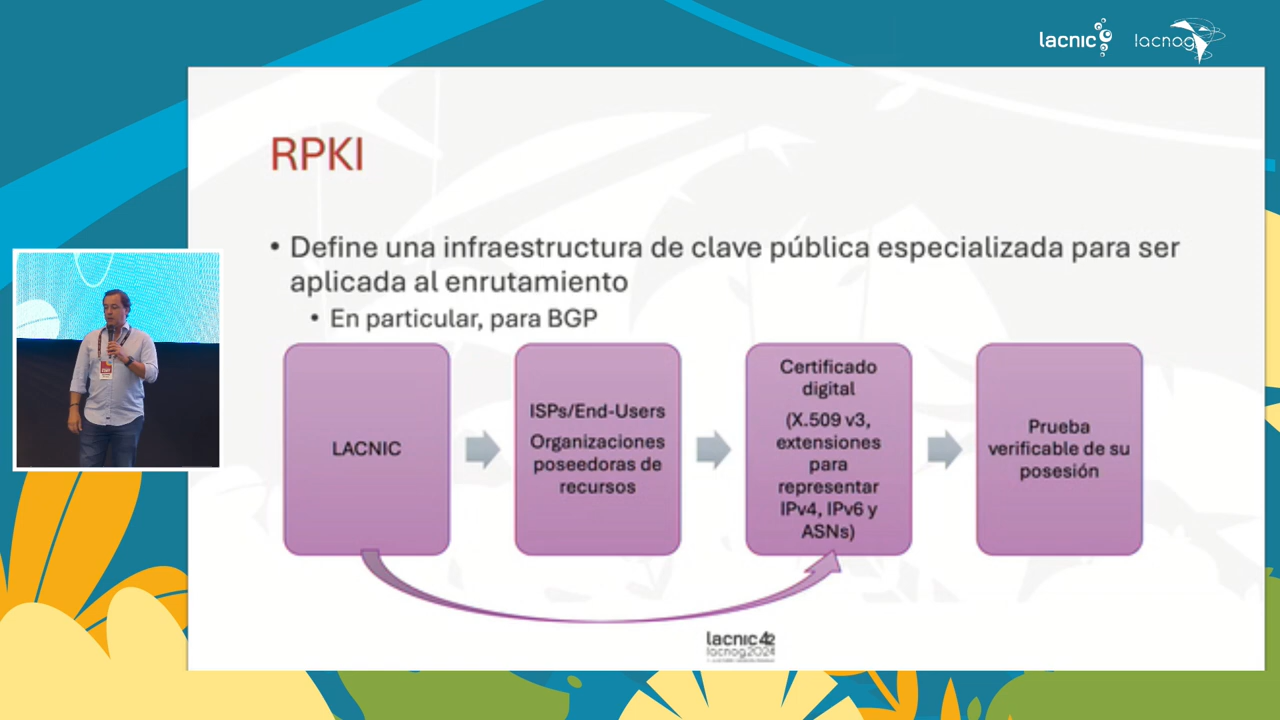 lacnic
lacnog
RPKI
• Define una infraestructura de clave pública especializada para ser
aplicada al enrutamiento
• En particular, para BGP
LACNIC
ISPs/End-Users
Organizaciones
poseedoras de
recursos
Certificado
digital
(X.509 v3,
extensiones
para
representar
IPv4, IPv6 y
ASNs)
Prueba
verificable de su
posesión
lacnic42
lacnog2024